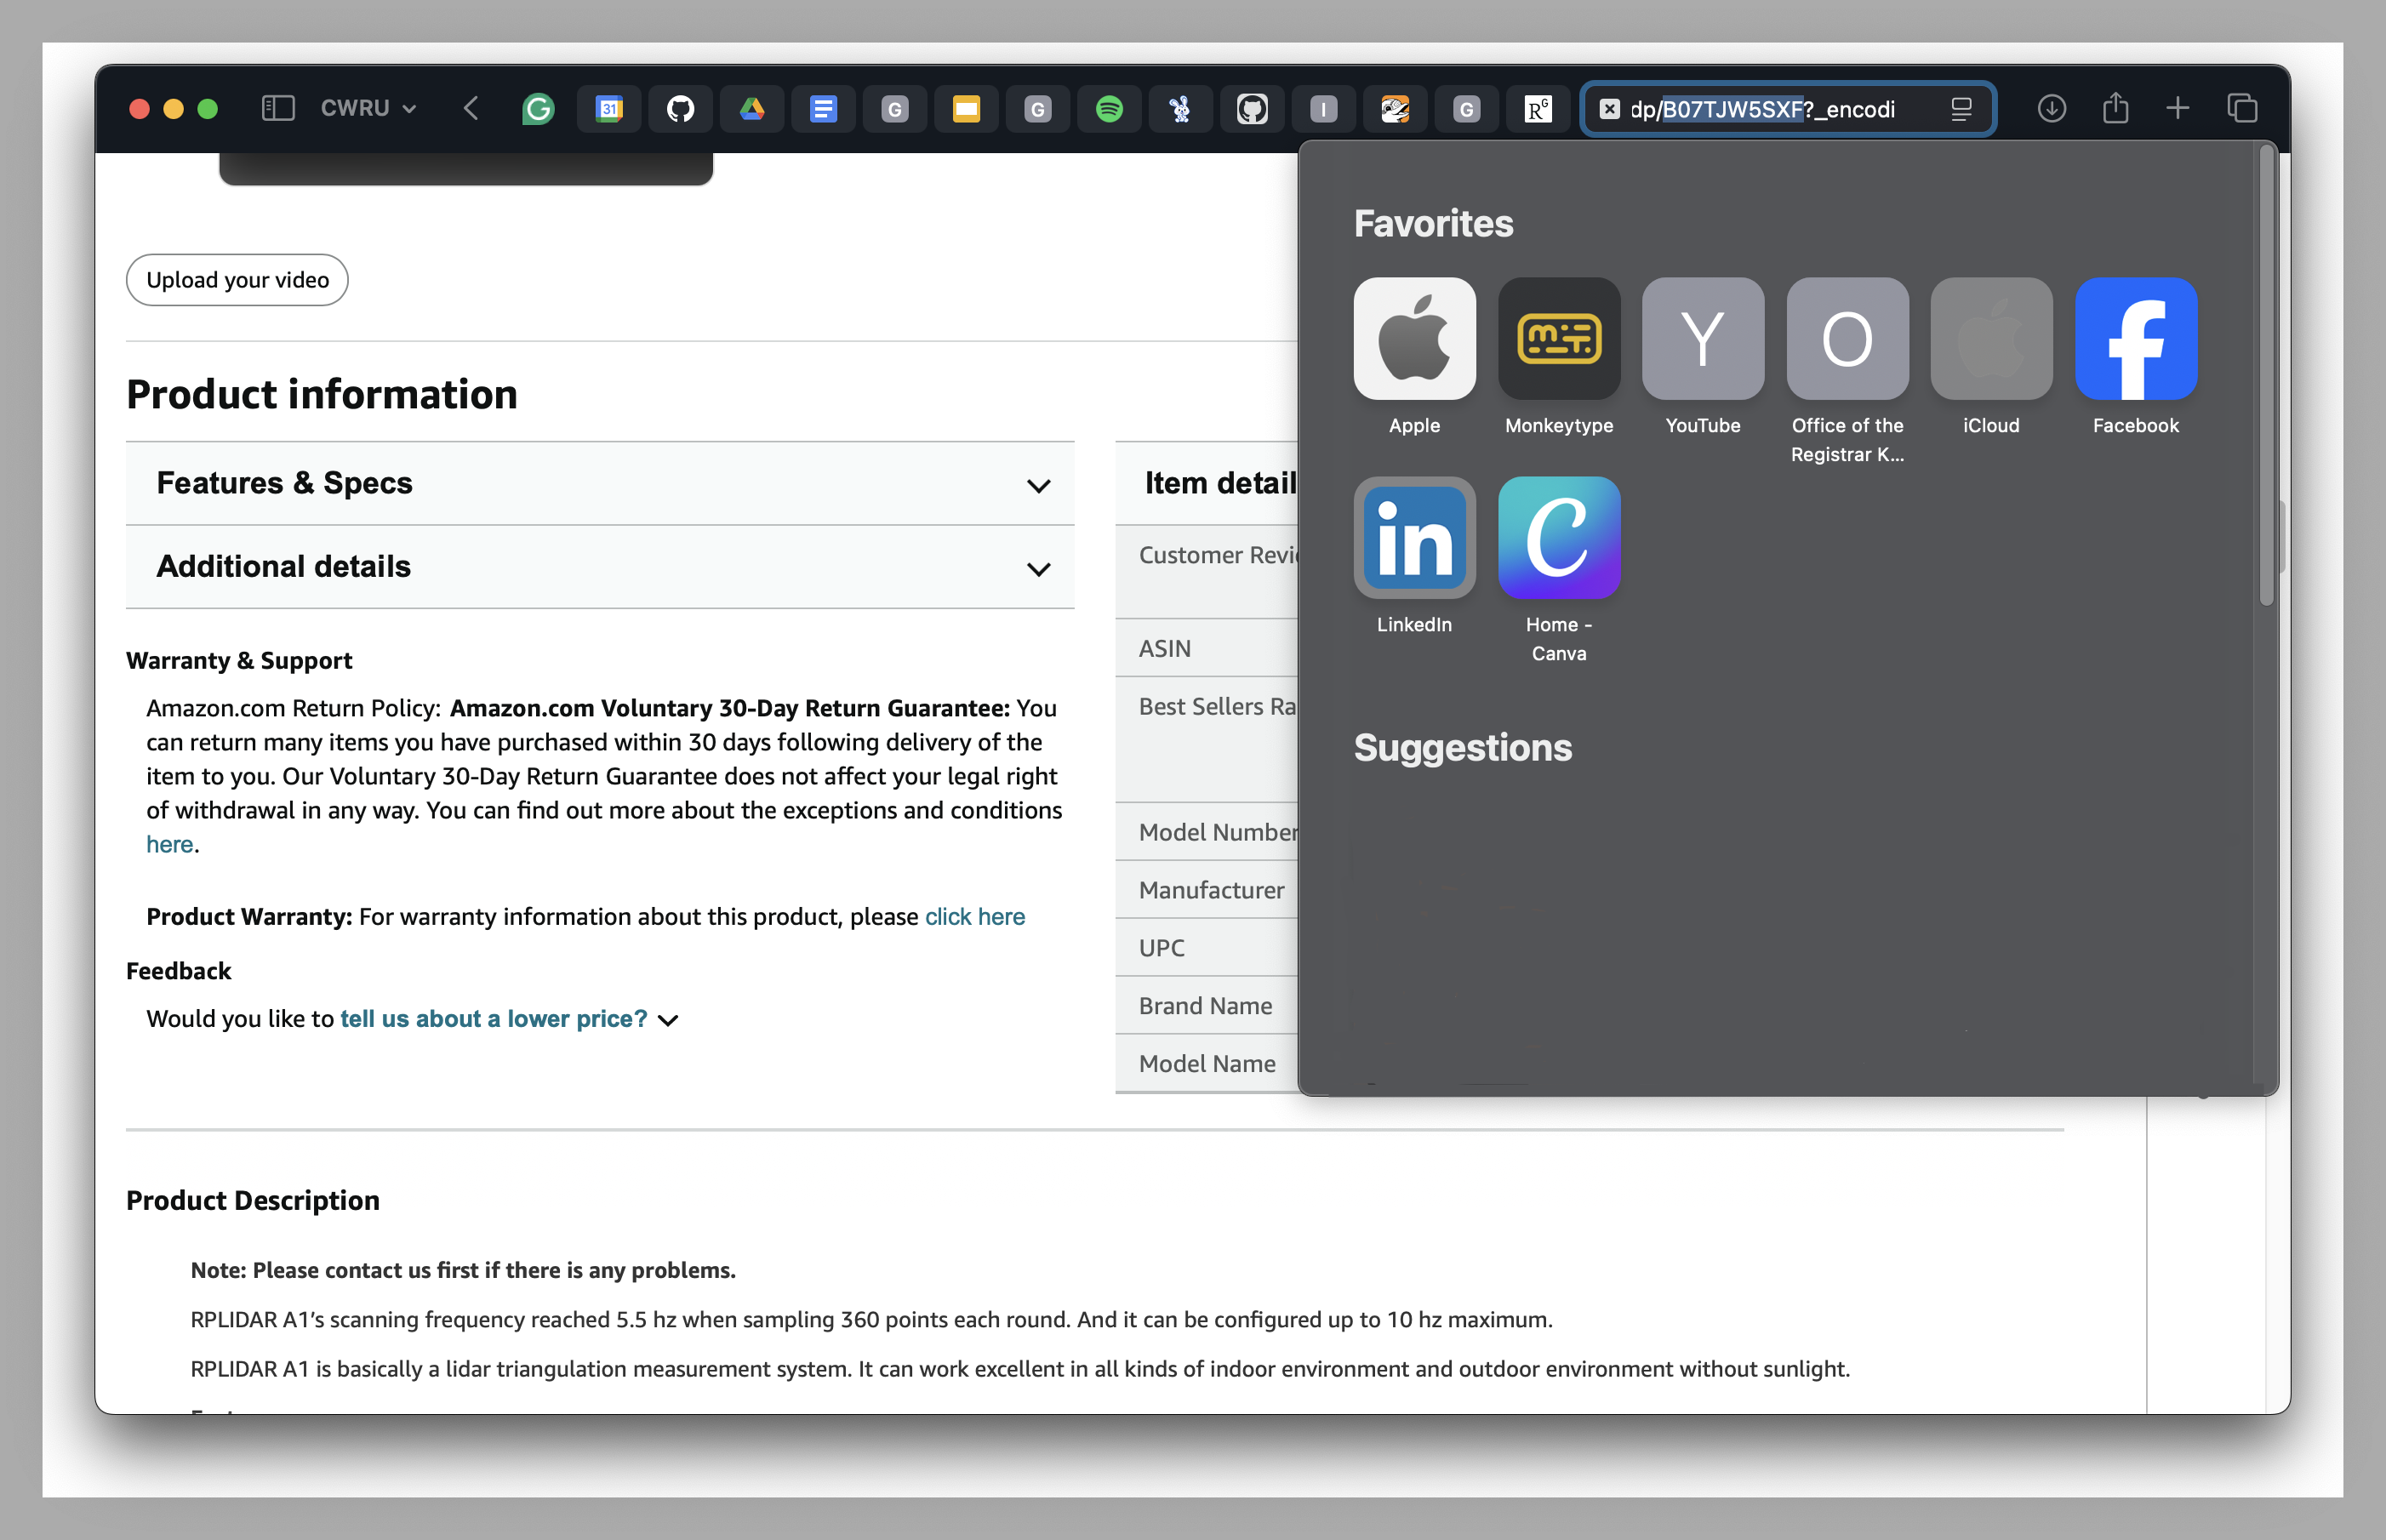 CWRU
31
G
G
I
G
RG
dp/B07TJW5SXF?_encodi
Upload your video
Product information
Features & Specs
Additional details
Warranty & Support
Amazon.com Return Policy: Amazon.com Voluntary 30-Day Return Guarantee: You
can return many items you have purchased within 30 days following delivery of the
item to you. Our Voluntary 30-Day Return Guarantee does not affect your legal right
of withdrawal in any way. You can find out more about the exceptions and conditions
here.
Product Warranty: For warranty information about this product, please click here
Feedback
Would you like to tell us about a lower price?
Item detail
Customer Revi
ASIN
Best Sellers Ra
Model Number
Manufacturer
UPC
Brand Name
Model Name
Favorites
Apple
mT.
Monkeytype
Y
YouTube
O
Office of the
Registrar K...
iCloud
f
Facebook
in
LinkedIn
C
Home -
Canva
Suggestions
Product Description
Note: Please contact us first if there is any problems.
RPLIDAR A1’s scanning frequency reached 5.5 hz when sampling 360 points each round. And it can be configured up to 10 hz maximum.
RPLIDAR A1 is basically a lidar triangulation measurement system. It can work excellent in all kinds of indoor environment and outdoor environment without sunlight.